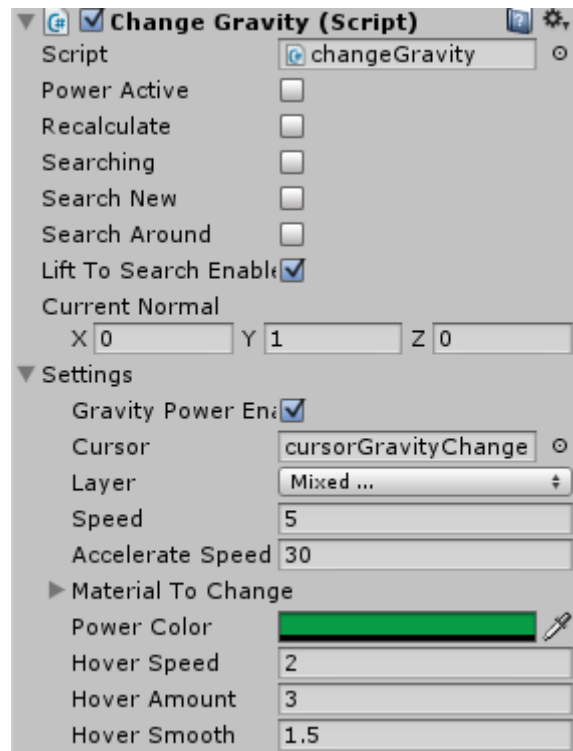 Change Gravity (Script)
Script changeGravity
Power Active
Recalculate
Searching
Search New
Search Around
Lift To Search Enable
Current Normal
X 0 Y 1 Z 0
Settings
Gravity Power Ena
Cursor cursorGravityChange
Layer Mixed ...
Speed 5
Accelerate Speed 30
Material To Change
Power Color
Hover Speed 2
Hover Amount 3
Hover Smooth 1.5